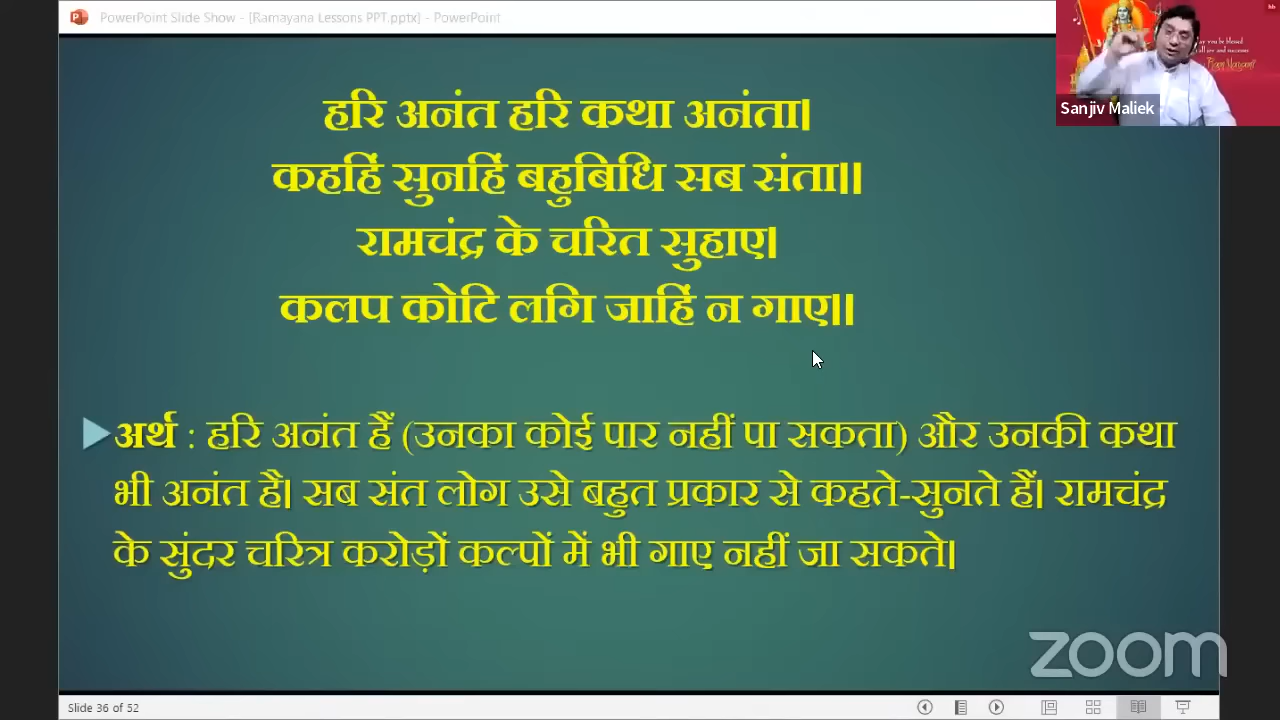 PowerPoint Slide Show - [Ramayana Lessons PPT.pptx] - PowerPoint
Sanjiv Maliek
हरि अनंत हरि कथा अनंता।
कहहिं सुनहिं बहुबिधि सब संता॥
रामचंद्र के चरित सुहाए।
कलप कोटि लगि जाहिं न गाए॥
अर्थ : हरि अनंत हैं (उनका कोई पार नहीं पा सकता) और उनकी कथा
भी अनंत है। सब संत लोग उसे बहुत प्रकार से कहते-सुनते हैं। रामचंद्र
के सुंदर चरित्र करोड़ों कल्पों में भी गाए नहीं जा सकते।
zoom
Slide 36 of 52